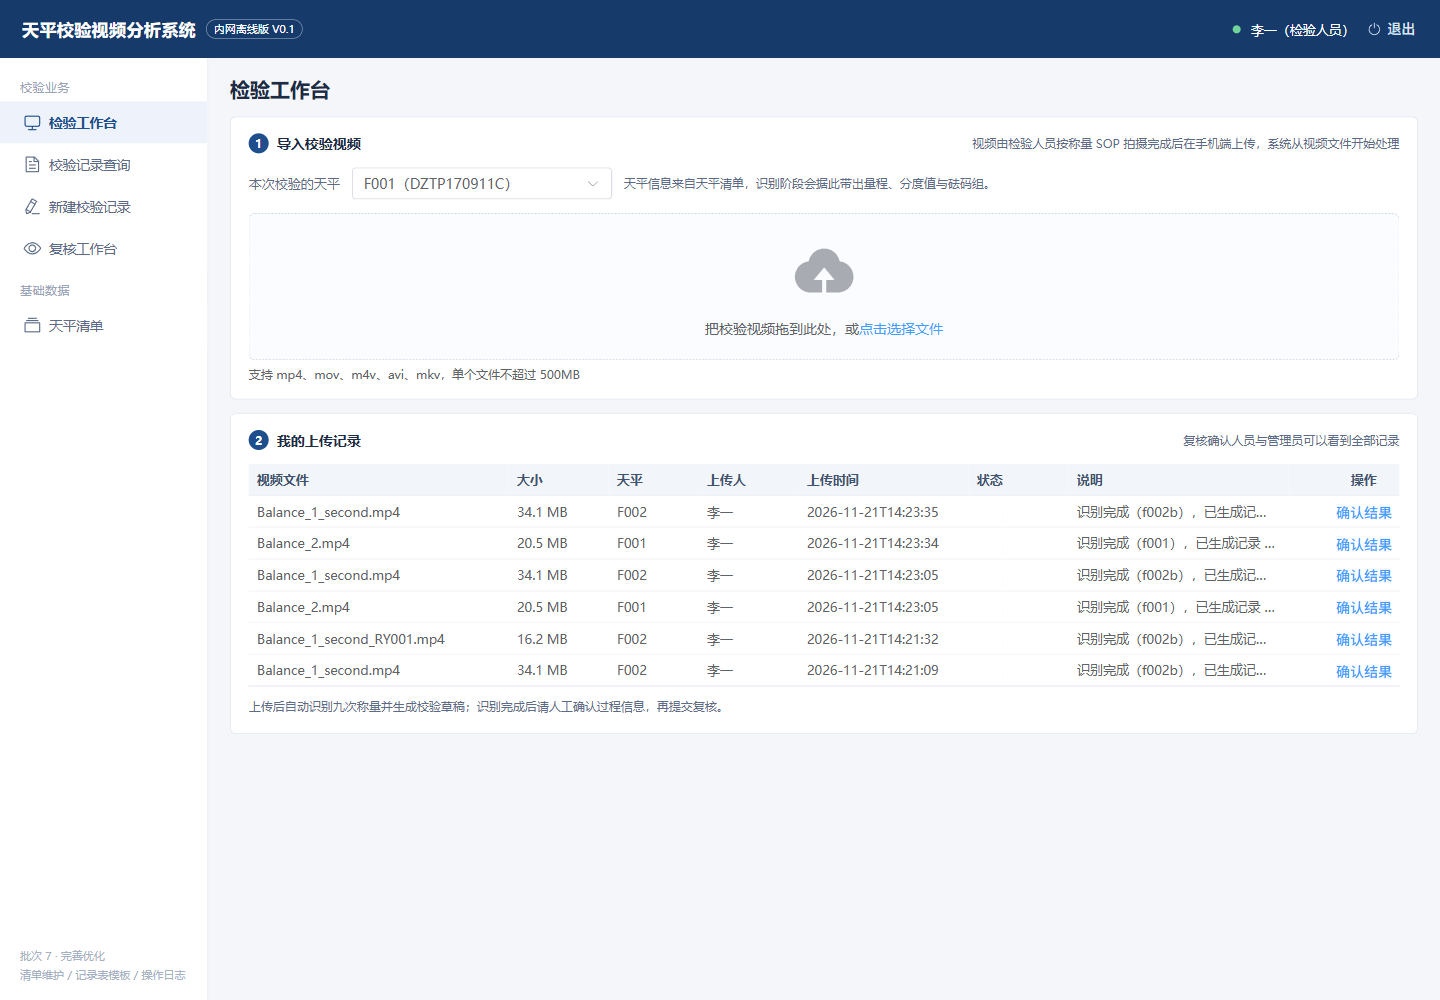 天平校验视频分析系统 内网离线版 V0.1
李一（检验人员） 退出
校验业务
检验工作台
校验记录查询
新建校验记录
复核工作台
基础数据
天平清单
批次 7 · 完善优化
清单维护 / 记录表模板 / 操作日志
检验工作台
1 导入校验视频 视频由检验人员按称量 SOP 拍摄完成后在手机端上传，系统从视频文件开始处理
本次校验的天平 F001（DZTP170911C） 天平信息来自天平清单，识别阶段会据此带出量程、分度值与砝码组。
把校验视频拖到此处，或点击选择文件
支持 mp4、mov、m4v、avi、mkv，单个文件不超过 500MB
2 我的上传记录 复核确认人员与管理员可以看到全部记录
视频文件 大小 天平 上传人 上传时间 状态 说明 操作
Balance_1_second.mp4 34.1 MB F002 李一 2026-11-21T14:23:35 识别完成（f002b），已生成记... 确认结果
Balance_2.mp4 20.5 MB F001 李一 2026-11-21T14:23:34 识别完成（f001），已生成记录 ... 确认结果
Balance_1_second.mp4 34.1 MB F002 李一 2026-11-21T14:23:05 识别完成（f002b），已生成记... 确认结果
Balance_2.mp4 20.5 MB F001 李一 2026-11-21T14:23:05 识别完成（f001），已生成记录 ... 确认结果
Balance_1_second_RY001.mp4 16.2 MB F002 李一 2026-11-21T14:21:32 识别完成（f002b），已生成记... 确认结果
Balance_1_second.mp4 34.1 MB F002 李一 2026-11-21T14:21:09 识别完成（f002b），已生成记... 确认结果
上传后自动识别九次称量并生成校验草稿；识别完成后请人工确认过程信息，再提交复核。